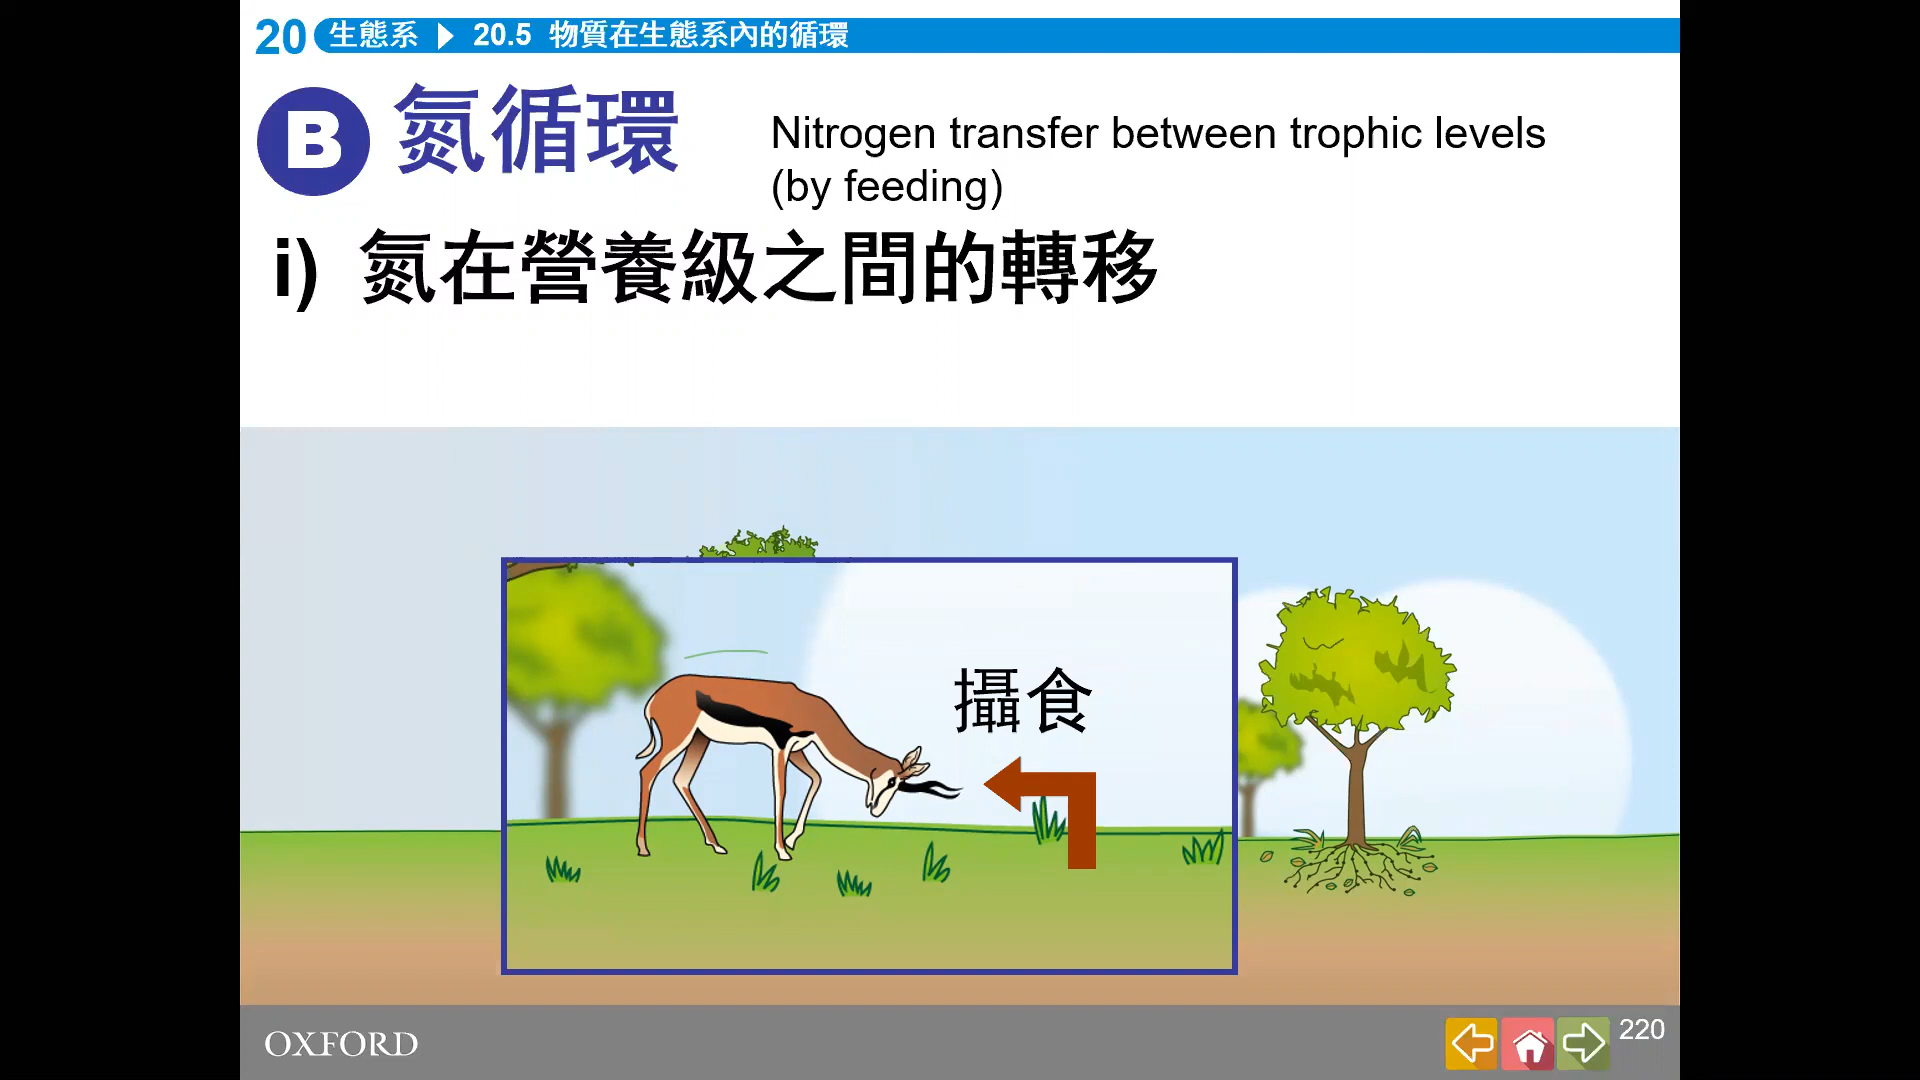 20 生態系 ▶ 20.5 物質在生態系內的循環
B 氮循環
Nitrogen transfer between trophic levels
(by feeding)
i) 氮在營養級之間的轉移
攝食
OXFORD
220